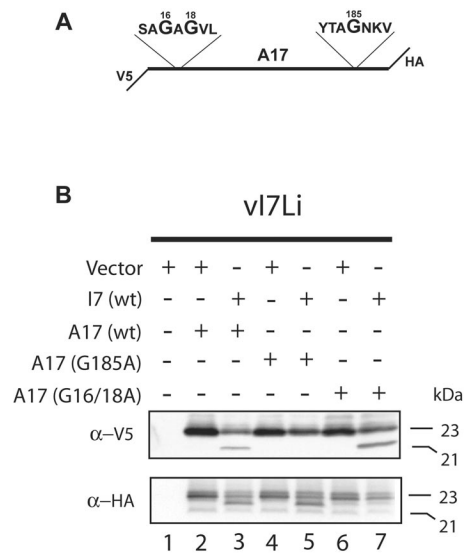 A
16 18 185
SAGAGVL YTAGNKV
V5 A17 HA
B
vI7Li
Vector + + - + - + -
I7 (wt) - - + - + - +
A17 (wt) - + + - - - -
A17 (G185A) - - - + + - -
A17 (G16/18A) - - - - - + + kDa
α-V5 23
21
α-HA 23
21
1 2 3 4 5 6 7